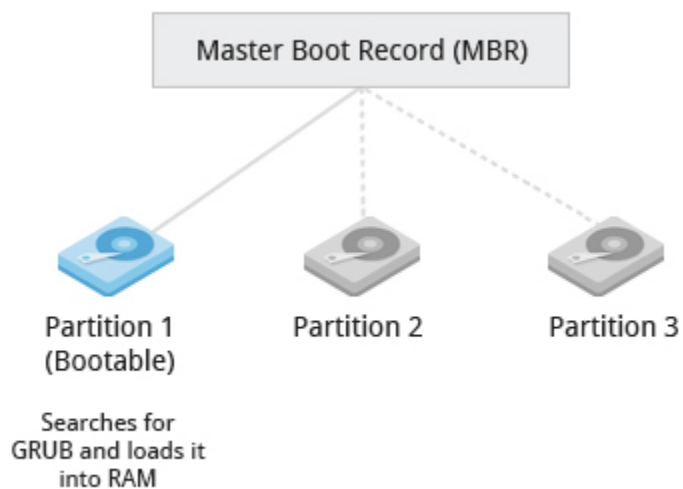 Master Boot Record (MBR)
Partition 1
(Bootable)
Partition 2
Partition 3
Searches for
GRUB and loads it
into RAM